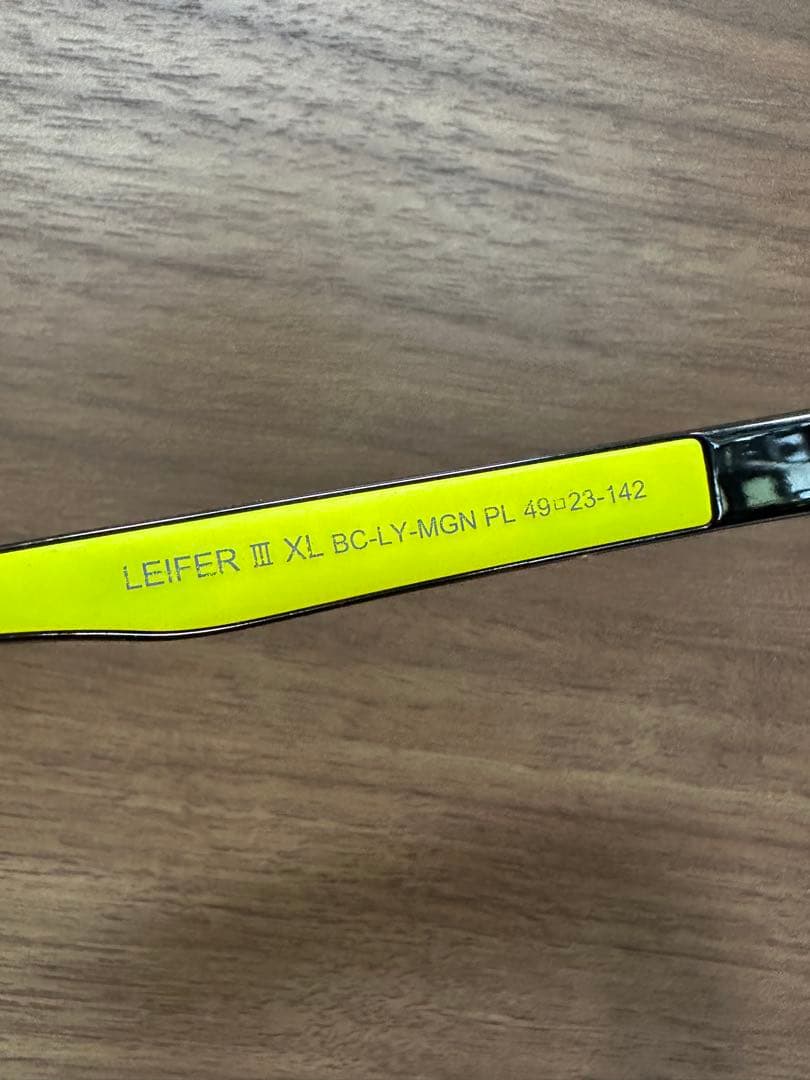 LEIFER Ⅲ XL BC-LY-MGN PL 49□23-142